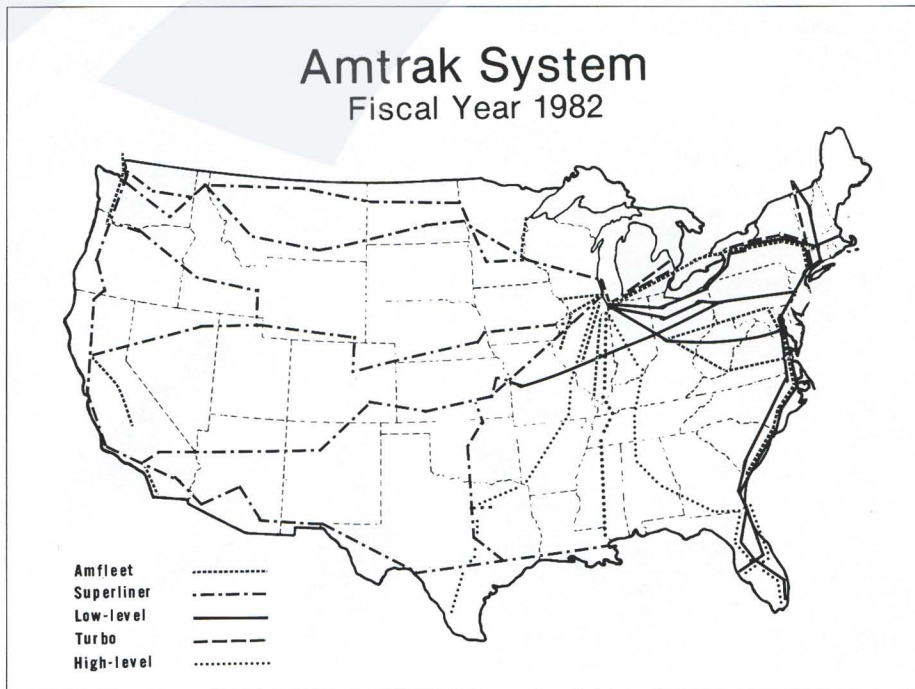 Amtrak System
Fiscal Year 1982
Amfleet
Superliner
Low-level
Turbo
High-level